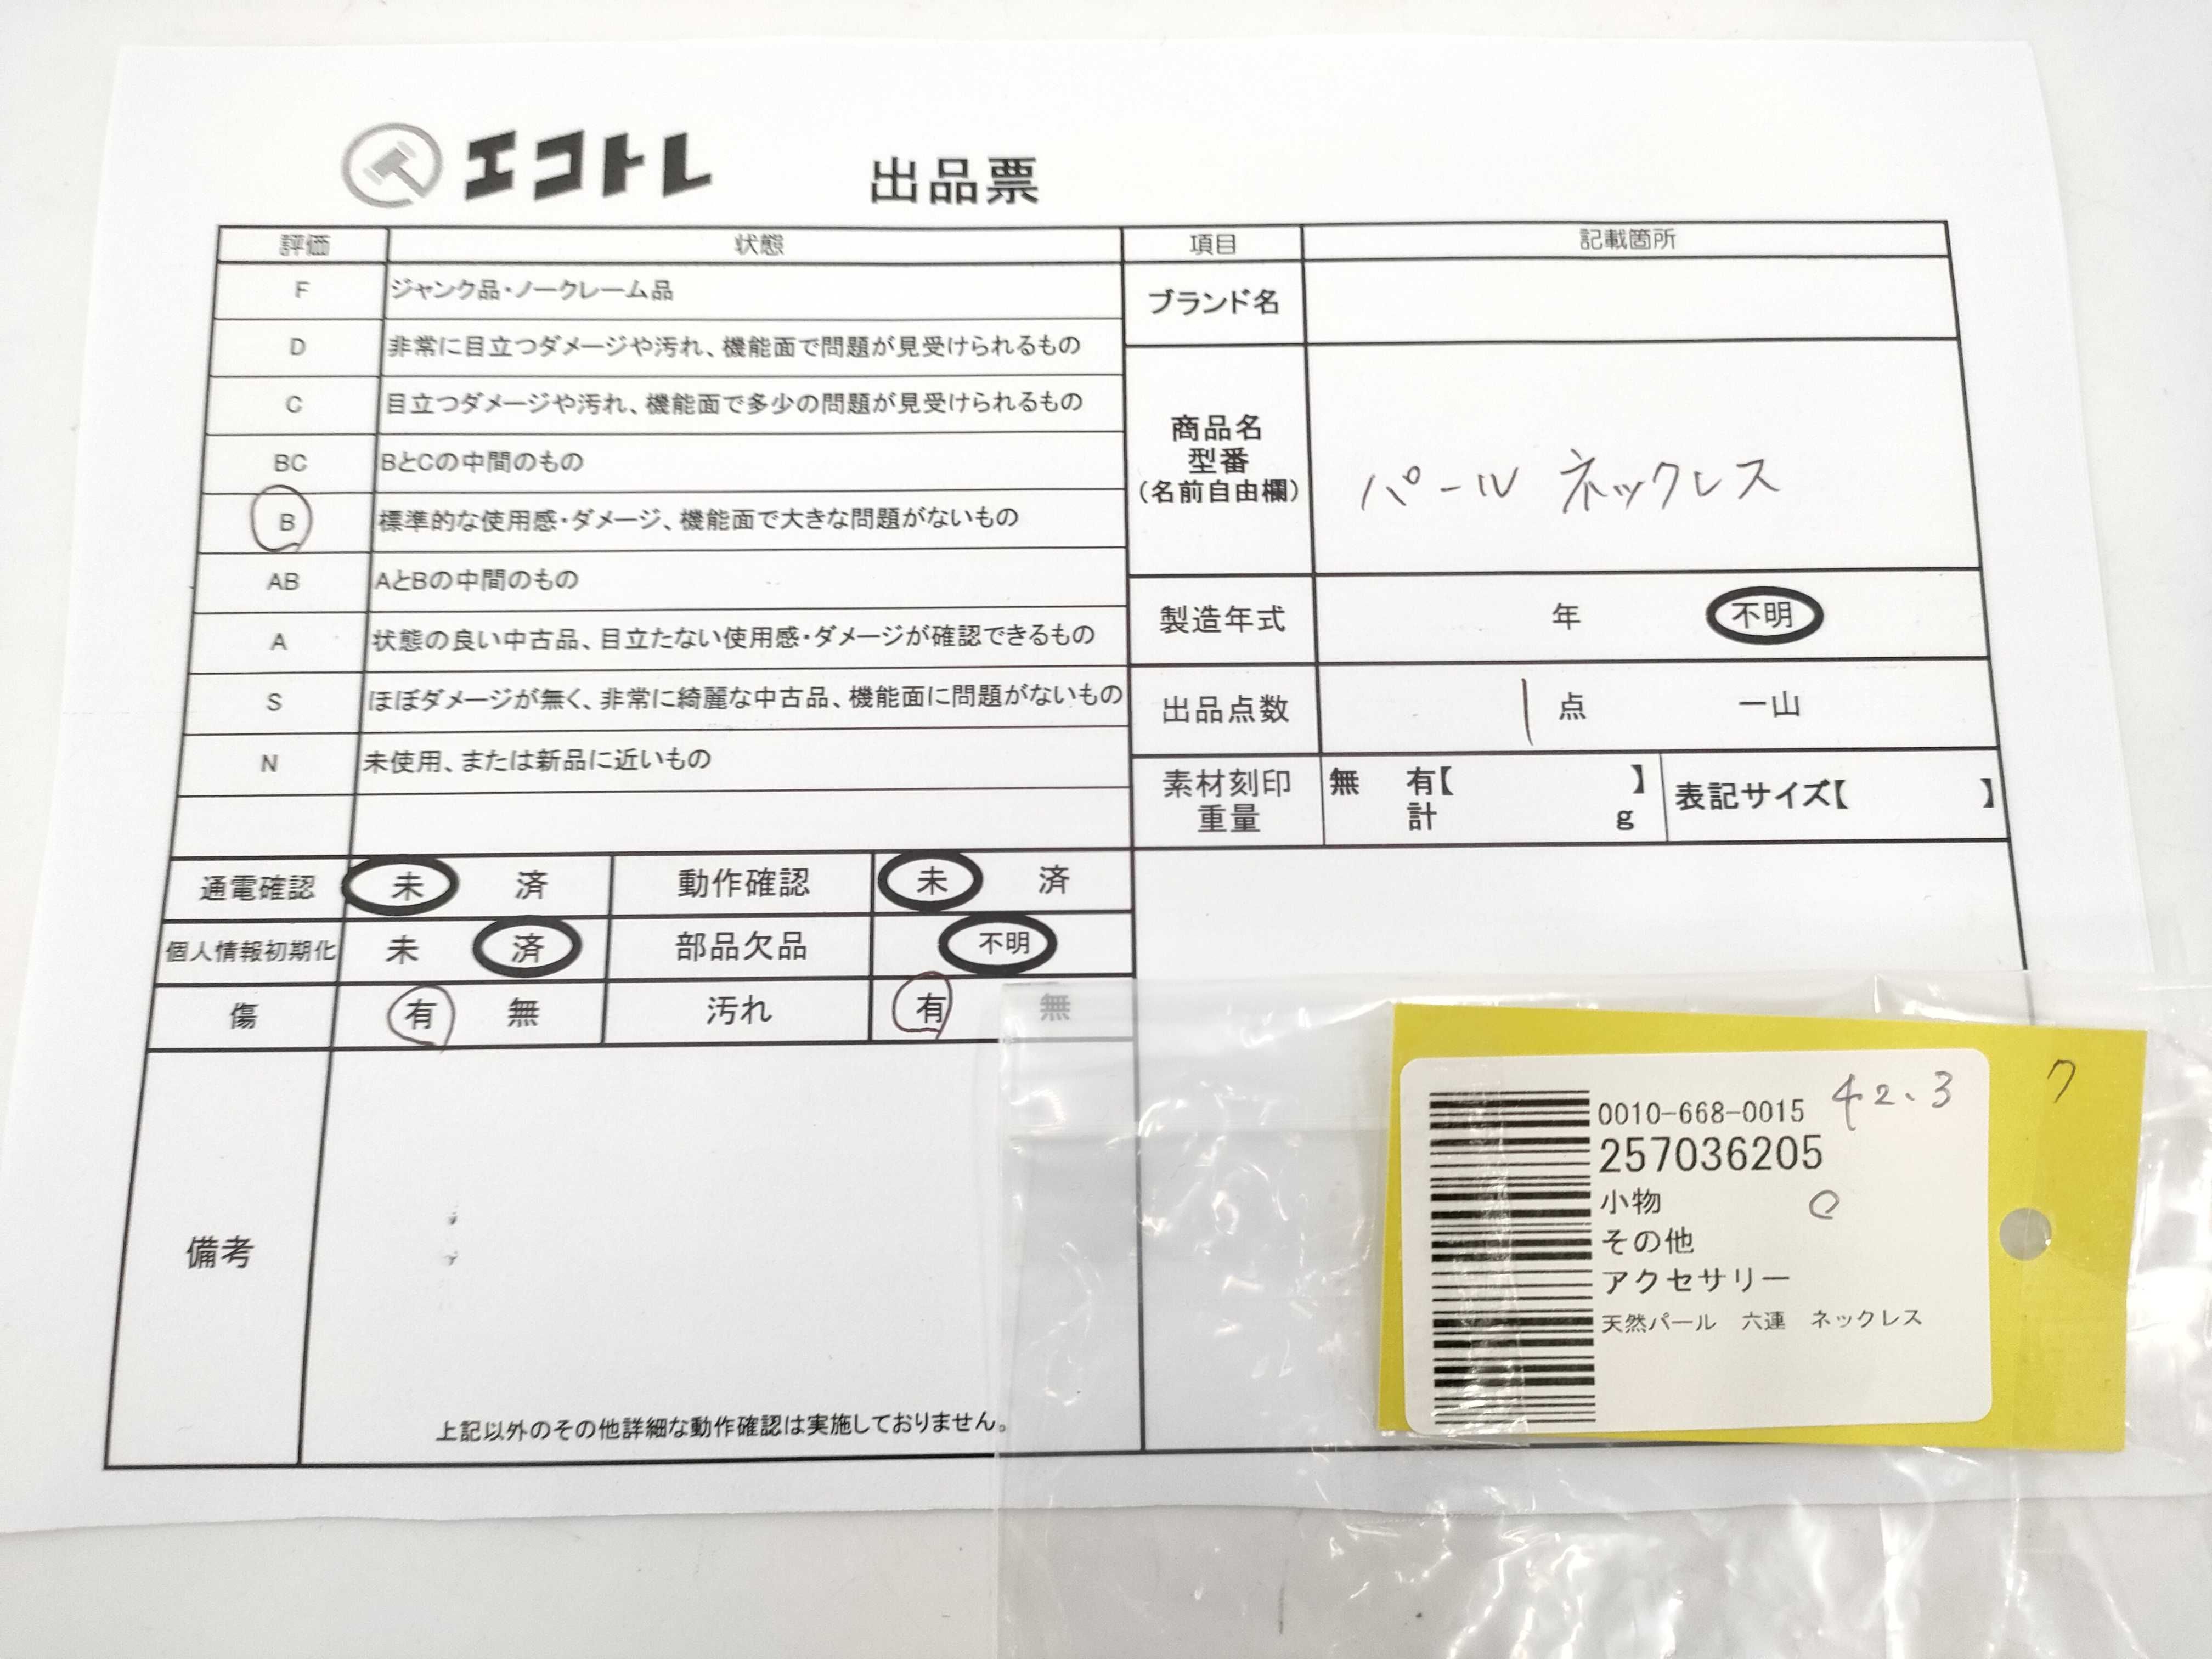 エコトレ 出品票
評価 状態 項目 記載箇所
F ジャンク品・ノークレーム品
D 非常に目立つダメージや汚れ、機能面で問題が見受けられるもの
C 目立つダメージや汚れ、機能面で多少の問題が見受けられるもの
BC BとCの中間のもの
B 標準的な使用感・ダメージ、機能面で大きな問題がないもの
AB AとBの中間のもの
A 状態の良い中古品、目立たない使用感・ダメージが確認できるもの
S ほぼダメージが無く、非常に綺麗な中古品、機能面に問題がないもの
N 未使用、または新品に近いもの
ブランド名
商品名
型番
(名前自由欄)
パール ネックレス
製造年式 年 不明
出品点数 1 点 一山
素材刻印
重量
無 有【 】
計 g
表記サイズ【 】
通電確認 未 済 動作確認 未 済
個人情報初期化 未 済 部品欠品 不明
傷 有 無 汚れ 有 無
備考
上記以外のその他詳細な動作確認は実施しておりません。
0010-668-0015 42.3
257036205
小物
その他
アクセサリー
天然パール 六連 ネックレス